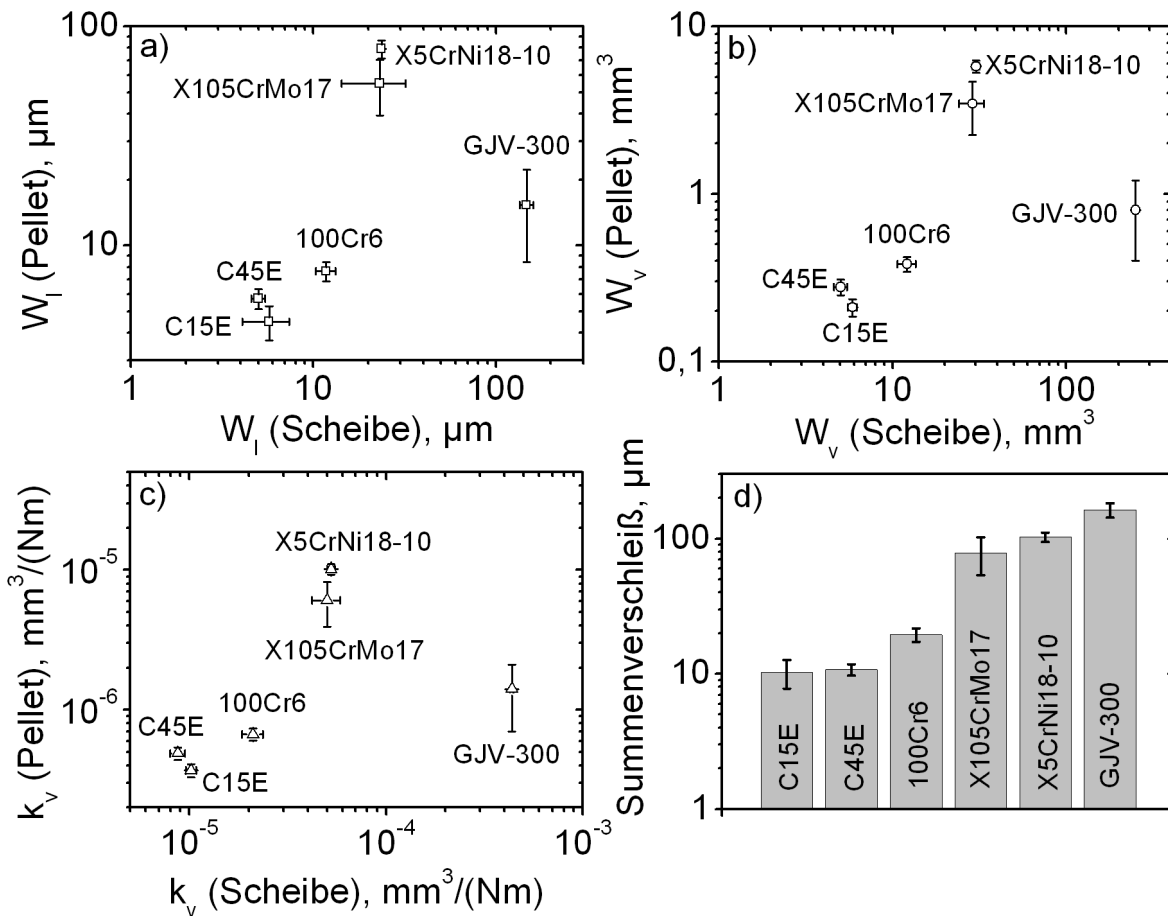 a)
100
10
1
10
100
W_l (Pellet), µm
W_l (Scheibe), µm
X5CrNi18-10
X105CrMo17
GJV-300
100Cr6
C45E
C15E
b)
10
1
0,1
1
10
100
W_v (Pellet), mm³
W_v (Scheibe), mm³
X5CrNi18-10
X105CrMo17
GJV-300
100Cr6
C45E
C15E
c)
10⁻⁵
10⁻⁶
10⁻⁵
10⁻⁴
10⁻³
k_v (Pellet), mm³/(Nm)
k_v (Scheibe), mm³/(Nm)
X5CrNi18-10
X105CrMo17
100Cr6
C45E
C15E
GJV-300
d)
100
10
1
Summenverschleiß, µm
C15E
C45E
100Cr6
X105CrMo17
X5CrNi18-10
GJV-300